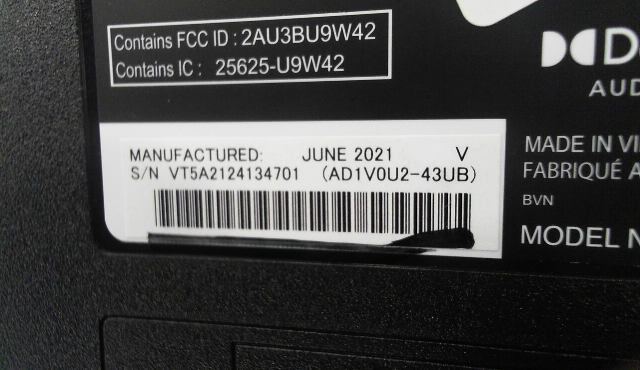 Contains FCC ID : 2AU3BU9W42
Contains IC : 25625-U9W42
AUD
MANUFACTURED: JUNE 2021 V
S/N VT5A2124134701 (AD1V0U2-43UB)
MADE IN VI
FABRIQUÉ A
BVN
MODEL N